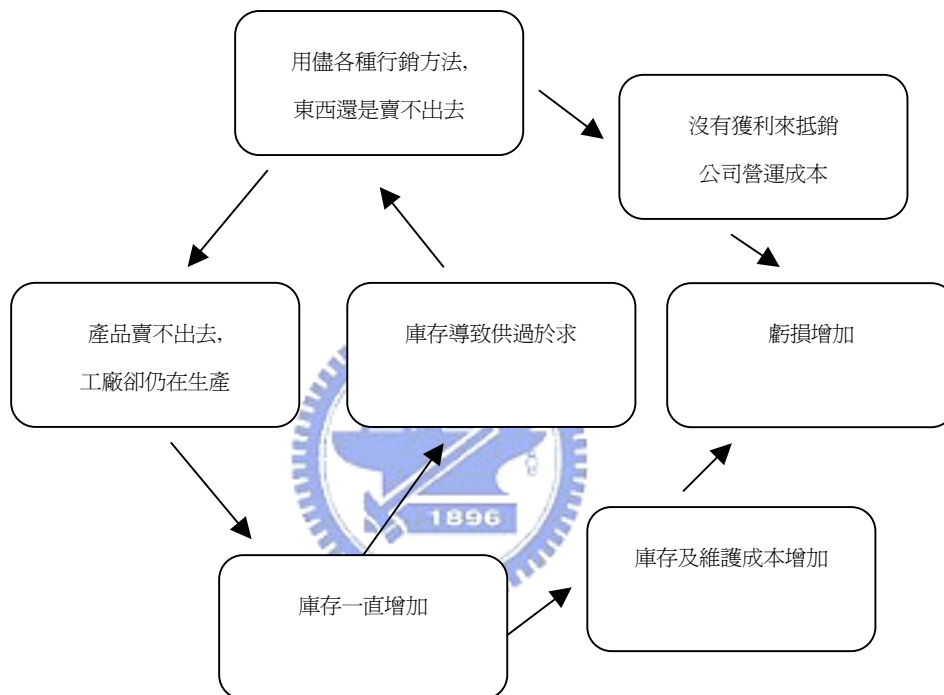 用儘各種行銷方法,
東西還是賣不出去
沒有獲利來抵銷
公司營運成本
產品賣不出去,
工廠卻仍在生產
庫存導致供過於求
虧損增加
1896
庫存及維護成本增加
庫存一直增加